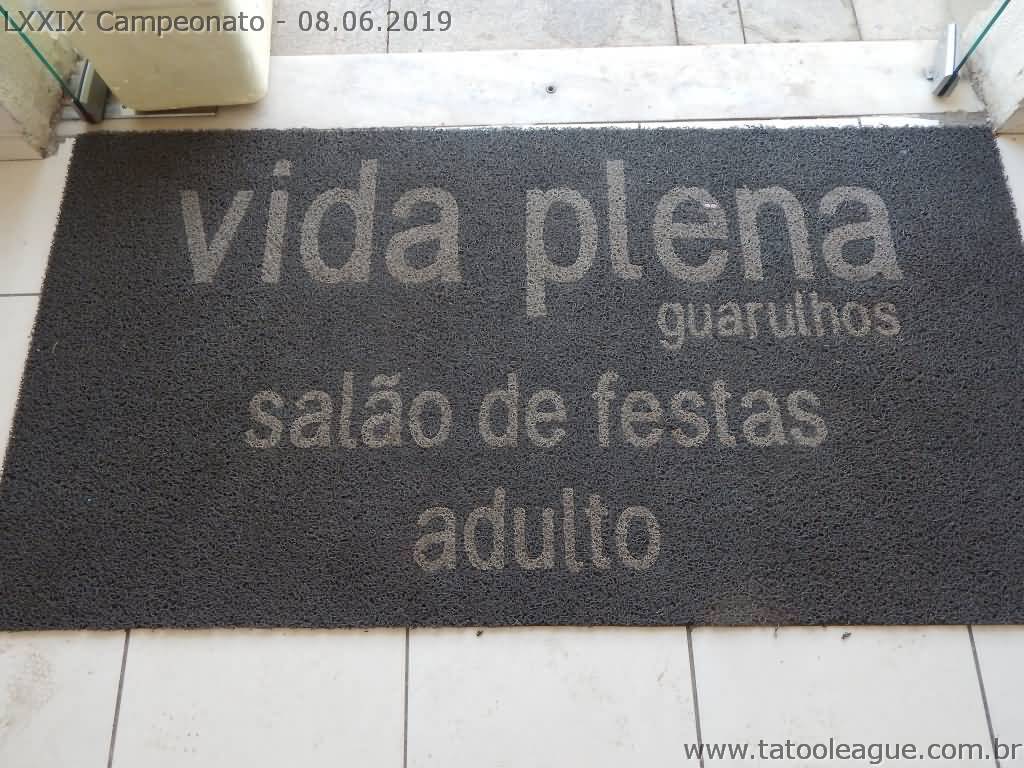 LXXIX Campeonato - 08.06.2019
vida plena
guarulhos
salão de festas
adulto
www.tatooleague.com.br